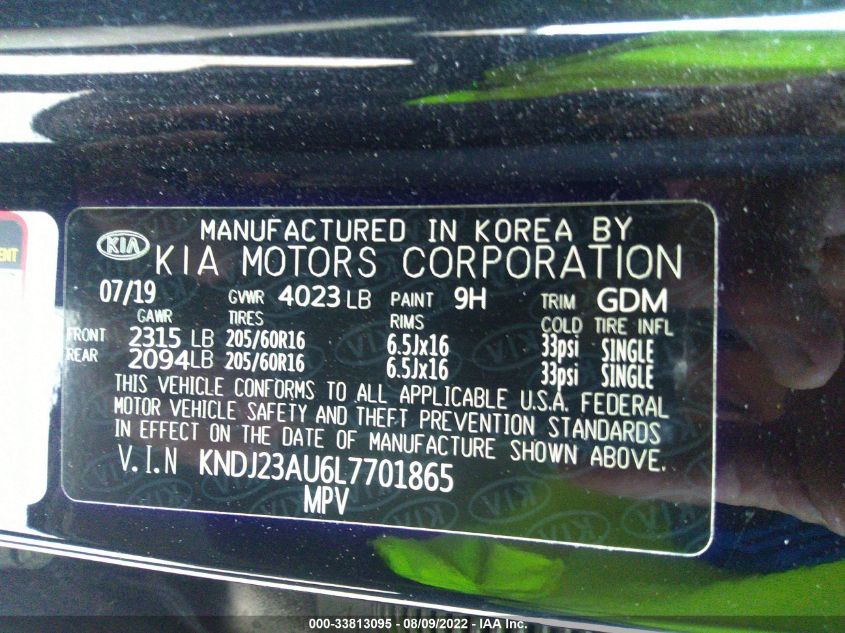 MANUFACTURED IN KOREA BY
KIA KIA MOTORS CORPORATION
07/19 GVWR 4023 LB PAINT 9H TRIM GDM
GAWR TIRES RIMS COLD TIRE INFL
FRONT 2315 LB 205/60R16 6.5Jx16 33psi SINGLE
REAR 2094LB 205/60R16 6.5Jx16 33psi SINGLE
THIS VEHICLE CONFORMS TO ALL APPLICABLE U.S.A. FEDERAL
MOTOR VEHICLE SAFETY AND THEFT PREVENTION STANDARDS
IN EFFECT ON THE DATE OF MANUFACTURE SHOWN ABOVE.
V.I.N KNDJ23AU6L7701865
MPV
000-33813095 - 08/09/2022 - IAA Inc.